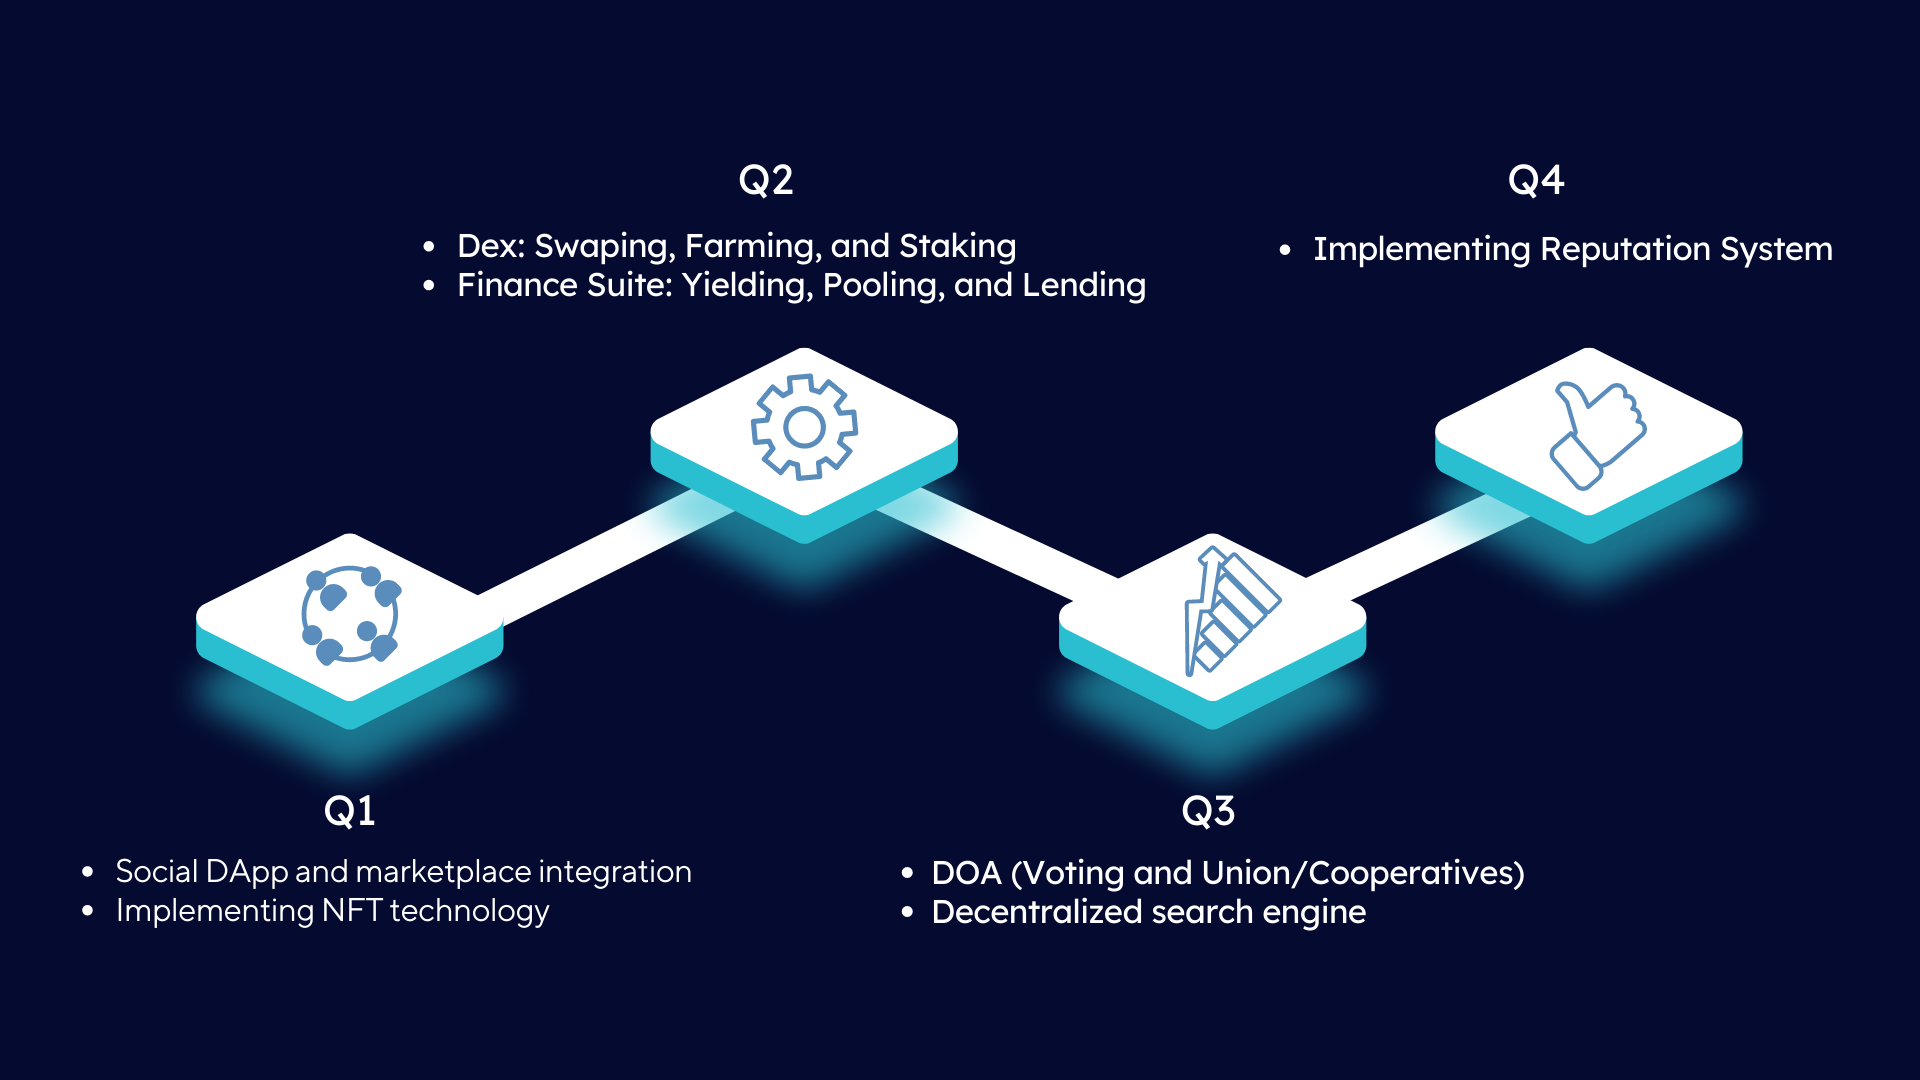 Q1
Social DApp and marketplace integration
Implementing NFT technology
Q2
Dex: Swaping, Farming, and Staking
Finance Suite: Yielding, Pooling, and Lending
Q3
DOA (Voting and Union/Cooperatives)
Decentralized search engine
Q4
Implementing Reputation System